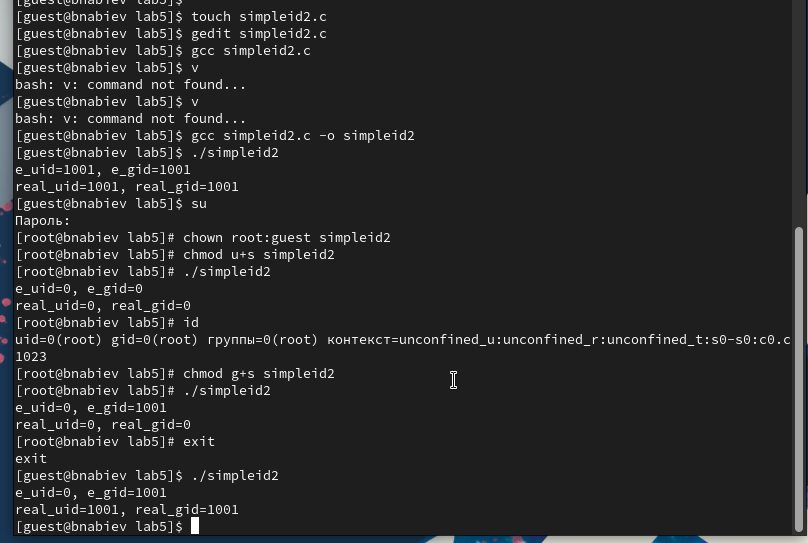 [guest@bnabiev lab5]$ touch simpleid2.c
[guest@bnabiev lab5]$ gedit simpleid2.c
[guest@bnabiev lab5]$ gcc simpleid2.c
[guest@bnabiev lab5]$ v
bash: v: command not found...
[guest@bnabiev lab5]$ v
bash: v: command not found...
[guest@bnabiev lab5]$ gcc simpleid2.c -o simpleid2
[guest@bnabiev lab5]$ ./simpleid2
e_uid=1001, e_gid=1001
real_uid=1001, real_gid=1001
[guest@bnabiev lab5]$ su
Пароль:
[root@bnabiev lab5]# chown root:guest simpleid2
[root@bnabiev lab5]# chmod u+s simpleid2
[root@bnabiev lab5]# ./simpleid2
e_uid=0, e_gid=0
real_uid=0, real_gid=0
[root@bnabiev lab5]# id
uid=0(root) gid=0(root) группы=0(root) контекст=unconfined_u:unconfined_r:unconfined_t:s0-s0:c0.c
1023
[root@bnabiev lab5]# chmod g+s simpleid2
[root@bnabiev lab5]# ./simpleid2
e_uid=0, e_gid=1001
real_uid=0, real_gid=0
[root@bnabiev lab5]# exit
exit
[guest@bnabiev lab5]$ ./simpleid2
e_uid=0, e_gid=1001
real_uid=1001, real_gid=1001
[guest@bnabiev lab5]$